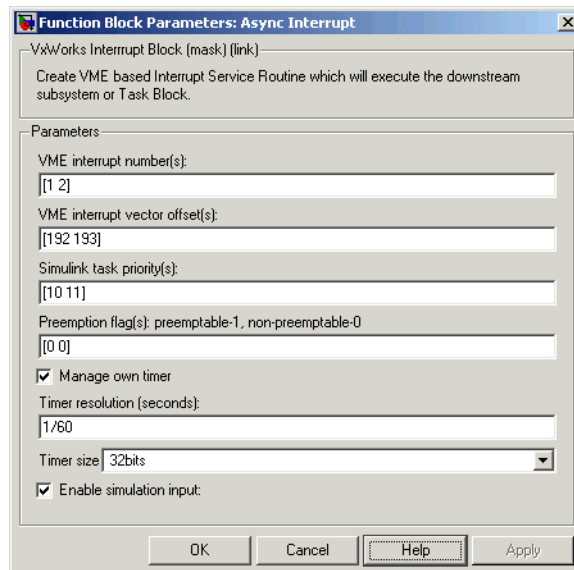 Function Block Parameters: Async Interrupt
VxWorks Interrrupt Block (mask) (link)
Create VME based Interrupt Service Routine which will execute the downstream
subsystem or Task Block.
Parameters
VME interrupt number(s):
[1 2]
VME interrupt vector offset(s):
[192 193]
Simulink task priority(s):
[10 11]
Preemption flag(s): preemptable-1, non-preemptable-0
[0 0]
Manage own timer
Timer resolution (seconds):
1/60
Timer size 32bits
Enable simulation input:
OK Cancel Help Apply